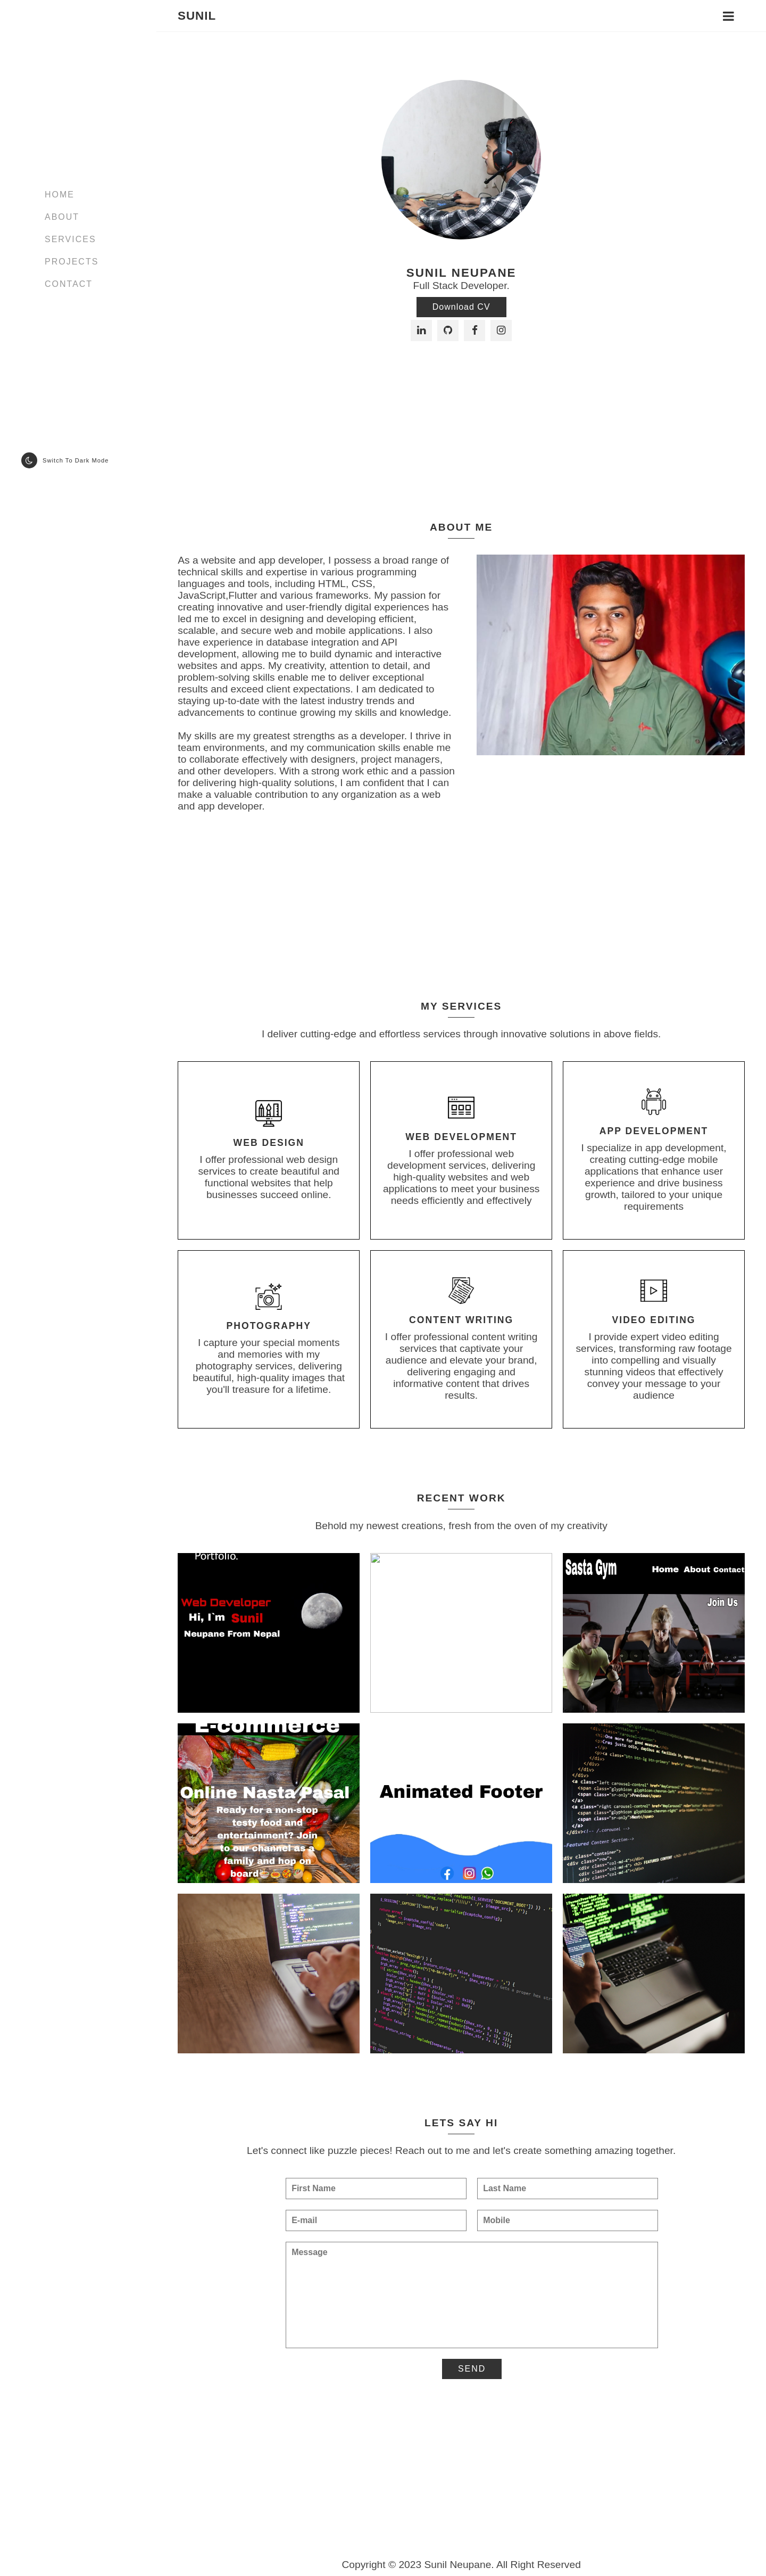 SUNIL
HOME
ABOUT
SERVICES
PROJECTS
CONTACT
SUNIL NEUPANE
Full Stack Developer.
Download CV
Switch To Dark Mode
ABOUT ME
As a website and app developer, I possess a broad range of
technical skills and expertise in various programming
languages and tools, including HTML, CSS,
JavaScript,Flutter and various frameworks. My passion for
creating innovative and user-friendly digital experiences has
led me to excel in designing and developing efficient,
scalable, and secure web and mobile applications. I also
have experience in database integration and API
development, allowing me to build dynamic and interactive
websites and apps. My creativity, attention to detail, and
problem-solving skills enable me to deliver exceptional
results and exceed client expectations. I am dedicated to
staying up-to-date with the latest industry trends and
advancements to continue growing my skills and knowledge.
My skills are my greatest strengths as a developer. I thrive in
team environments, and my communication skills enable me
to collaborate effectively with designers, project managers,
and other developers. With a strong work ethic and a passion
for delivering high-quality solutions, I am confident that I can
make a valuable contribution to any organization as a web
and app developer.
MY SERVICES
I deliver cutting-edge and effortless services through innovative solutions in above fields.
WEB DESIGN
I offer professional web design
services to create beautiful and
functional websites that help
businesses succeed online.
WEB DEVELOPMENT
I offer professional web
development services, delivering
high-quality websites and web
applications to meet your business
needs efficiently and effectively
APP DEVELOPMENT
I specialize in app development,
creating cutting-edge mobile
applications that enhance user
experience and drive business
growth, tailored to your unique
requirements
PHOTOGRAPHY
I capture your special moments
and memories with my
photography services, delivering
beautiful, high-quality images that
you'll treasure for a lifetime.
CONTENT WRITING
I offer professional content writing
services that captivate your
audience and elevate your brand,
delivering engaging and
informative content that drives
results.
VIDEO EDITING
I provide expert video editing
services, transforming raw footage
into compelling and visually
stunning videos that effectively
convey your message to your
audience
RECENT WORK
Behold my newest creations, fresh from the oven of my creativity
Portfolio.
Web Developer
Hi, I`m Sunil
Neupane From Nepal
Sasta Gym
Home About Contact
Join Us
E-commerce
Online Nasta Pasal
Ready for a non-stop
testy food and
entertainment? Join
to our channel as a
family and hop on
board
Animated Footer
LETS SAY HI
Let's connect like puzzle pieces! Reach out to me and let's create something amazing together.
First Name
Last Name
E-mail
Mobile
Message
SEND
Copyright © 2023 Sunil Neupane. All Right Reserved